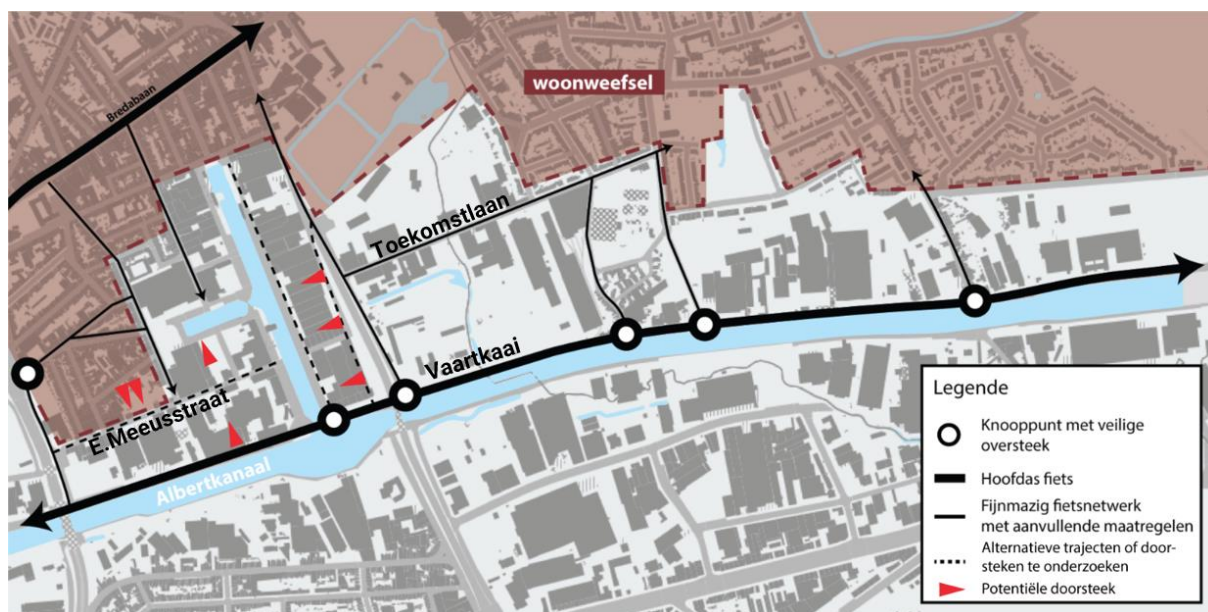 woonweefsel
Bredabaan
Toekomstlaan
Vaartkaai
E.Meeusstraat
Albertkanaal
Legende
Knooppunt met veilige
oversteek
Hoofdas fiets
Fijnmazig fietsnetwerk
met aanvullende maatregelen
Alternatieve trajecten of door-
steken te onderzoeken
Potentiële doorsteek